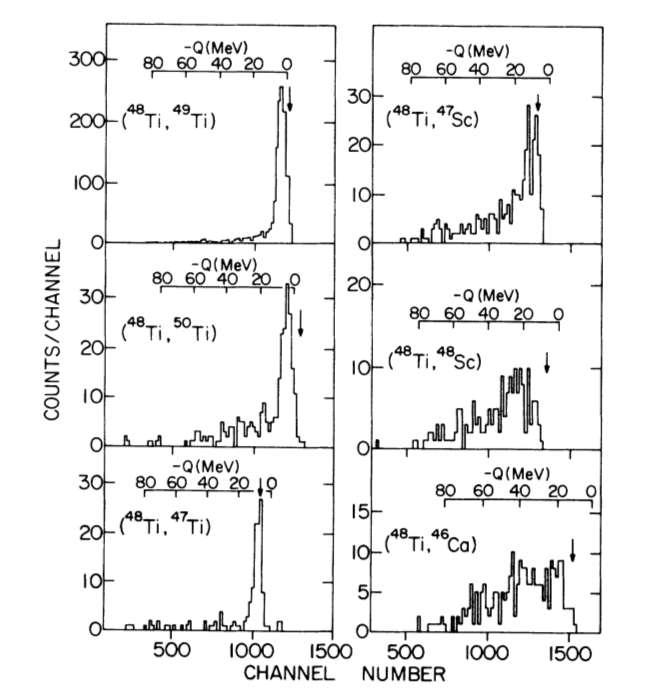 -Q(MeV)
80 60 40 20 0
300
200
100
0
(⁴⁸Ti, ⁴⁹Ti)
-Q(MeV)
80 60 40 20 0
30
20
10
0
(⁴⁸Ti, ⁴⁷Sc)
-Q(MeV)
80 60 40 20 0
30
20
10
0
(⁴⁸Ti, ⁵⁰Ti)
-Q(MeV)
80 60 40 20 0
20
10
0
(⁴⁸Ti, ⁴⁸Sc)
-Q(MeV)
80 60 40 20 0
30
20
10
0
(⁴⁸Ti, ⁴⁷Ti)
-Q(MeV)
80 60 40 20 0
15
10
5
0
(⁴⁸Ti, ⁴⁶Ca)
500 1000 1500
500 1000 1500
COUNTS/CHANNEL
CHANNEL NUMBER